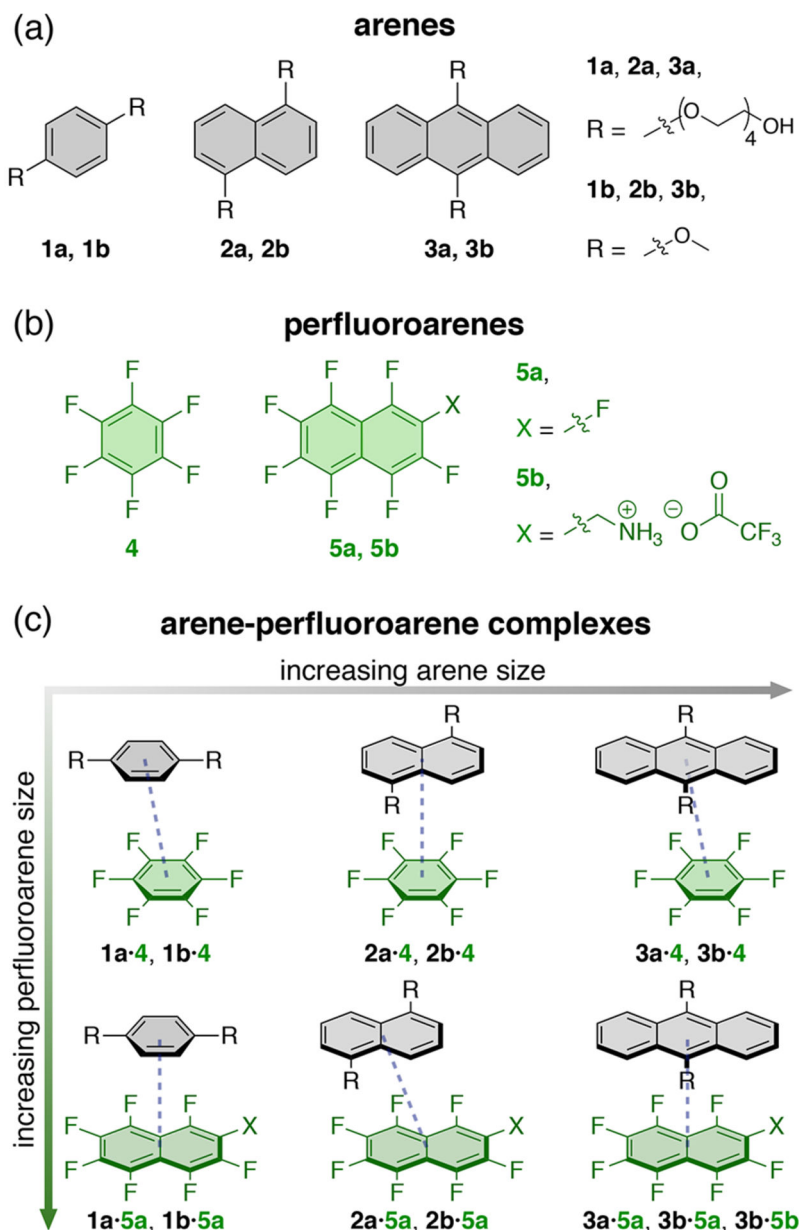 (a) arenes
R R
1a, 1b
R R
2a, 2b
R R
3a, 3b
1a, 2a, 3a,
R = (O)4OH
1b, 2b, 3b,
R = O
(b) perfluoroarenes
F F F F F F
4
F F F F F F F X
5a, 5b
5a,
X = F
5b,
X = NH3 + − O O CF3
(c) arene-perfluoroarene complexes
increasing arene size
increasing perfluoroarene size
R R
F F F F F F
1a·4, 1b·4
R R
F F F F F F
2a·4, 2b·4
R R
F F F F F F
3a·4, 3b·4
R R
F F F F X F F F
1a·5a, 1b·5a
R R
F F F F X F F F
2a·5a, 2b·5a
R R
F F F F X F F F
3a·5a, 3b·5a, 3b·5b